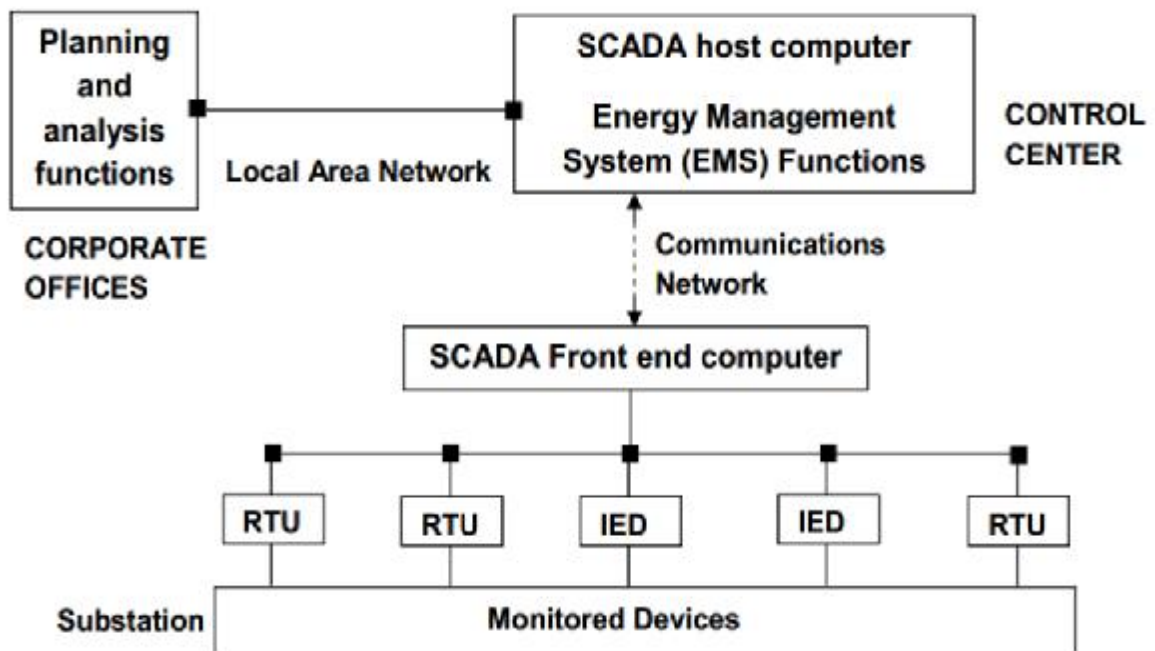 Planning
and
analysis
functions
SCADA host computer
Energy Management
System (EMS) Functions
CONTROL
CENTER
Local Area Network
CORPORATE
OFFICES
Communications
Network
SCADA Front end computer
RTU
RTU
IED
IED
RTU
Substation
Monitored Devices